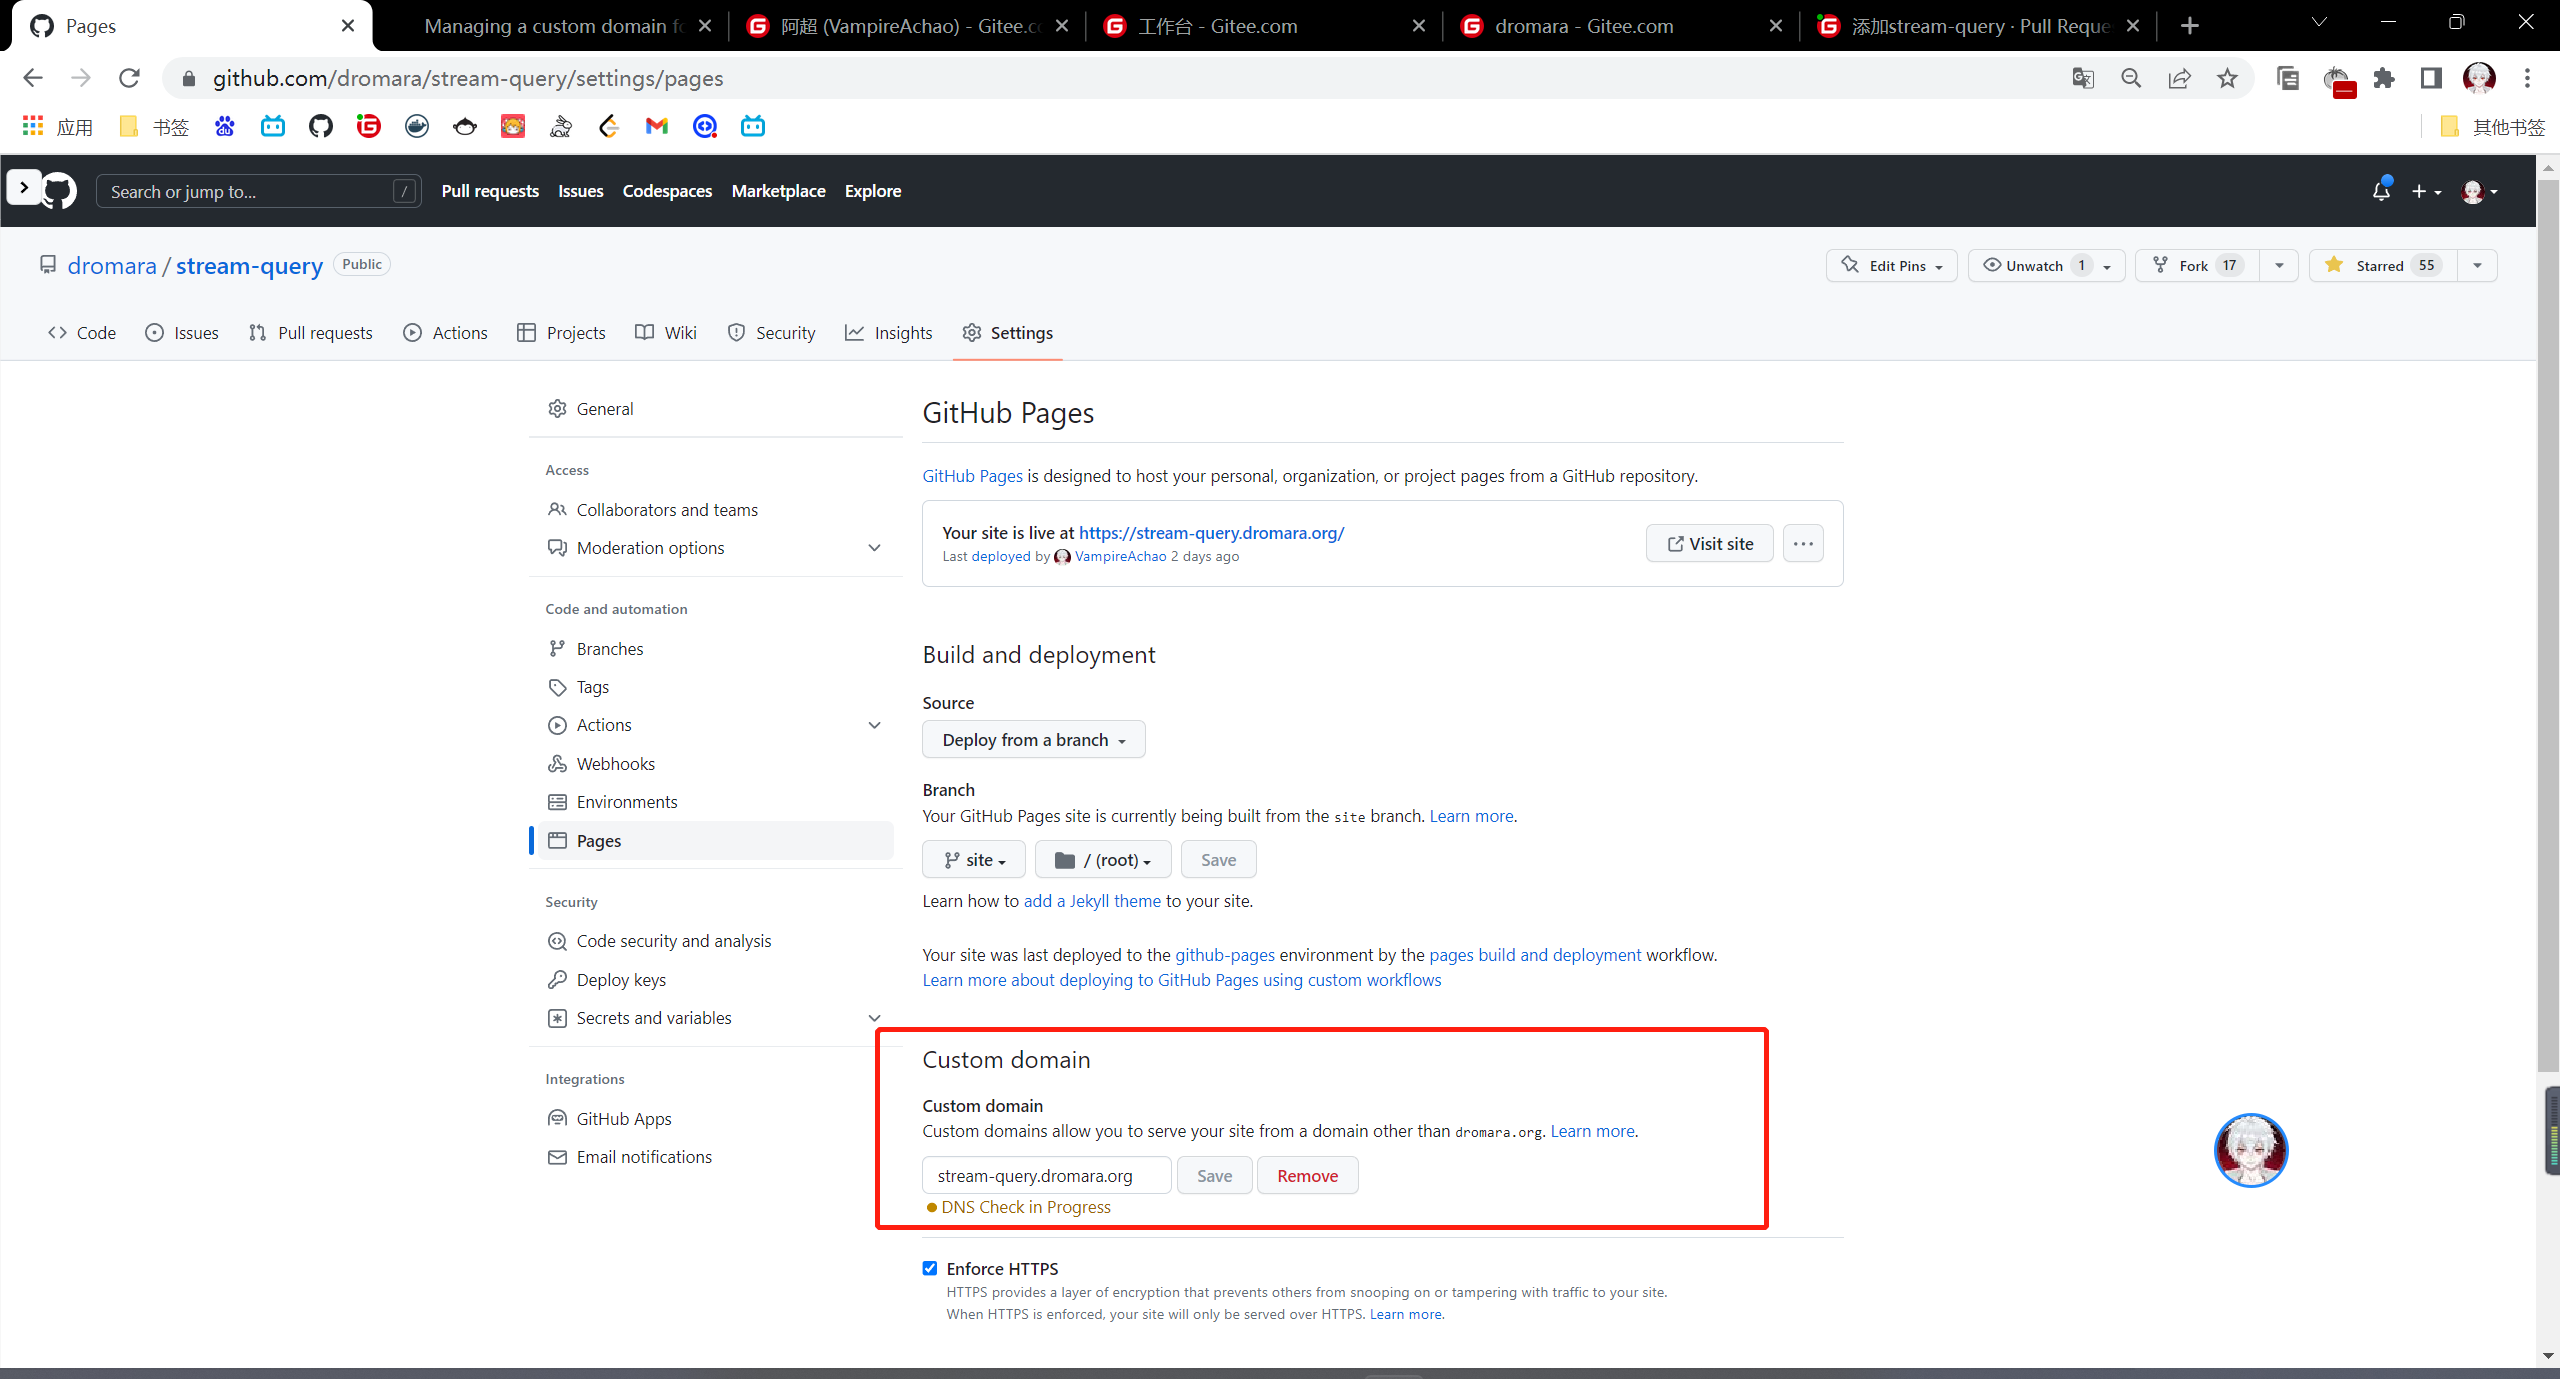 Pages
Managing a custom domain fo
阿超 (VampireAchao) - Gitee.co
工作台 - Gitee.com
dromara - Gitee.com
添加stream-query · Pull Reque
github.com/dromara/stream-query/settings/pages
应用
书签
其他书签
Search or jump to...
/
Pull requests
Issues
Codespaces
Marketplace
Explore
dromara / stream-query
Public
Edit Pins
Unwatch 1
Fork 17
Starred 55
Code
Issues
Pull requests
Actions
Projects
Wiki
Security
Insights
Settings
General
Access
Collaborators and teams
Moderation options
Code and automation
Branches
Tags
Actions
Webhooks
Environments
Pages
Security
Code security and analysis
Deploy keys
Secrets and variables
Integrations
GitHub Apps
Email notifications
GitHub Pages
GitHub Pages is designed to host your personal, organization, or project pages from a GitHub repository.
Your site is live at https://stream-query.dromara.org/
Last deployed by VampireAchao 2 days ago
Visit site
Build and deployment
Source
Deploy from a branch
Branch
Your GitHub Pages site is currently being built from the site branch. Learn more.
site
/ (root)
Save
Learn how to add a Jekyll theme to your site.
Your site was last deployed to the github-pages environment by the pages build and deployment workflow.
Learn more about deploying to GitHub Pages using custom workflows
Custom domain
Custom domain
Custom domains allow you to serve your site from a domain other than dromara.org. Learn more.
stream-query.dromara.org
Save
Remove
DNS Check in Progress
Enforce HTTPS
HTTPS provides a layer of encryption that prevents others from snooping on or tampering with traffic to your site.
When HTTPS is enforced, your site will only be served over HTTPS. Learn more.